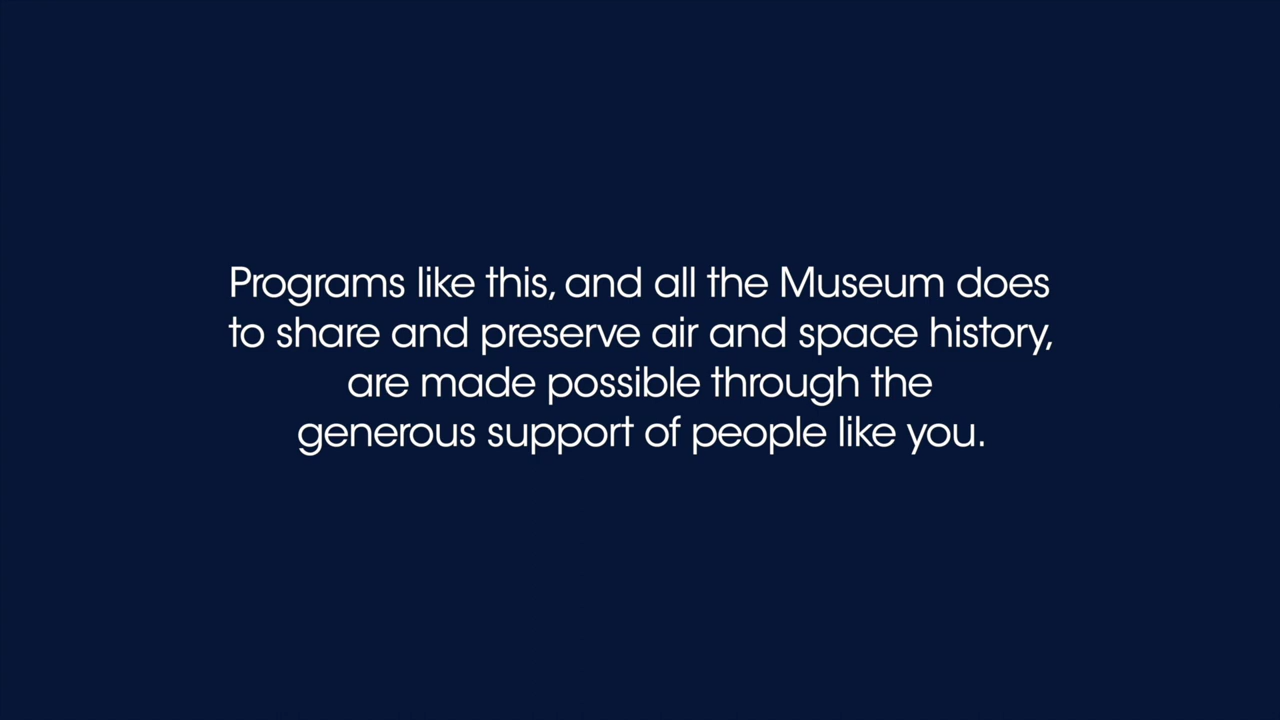 Programs like this, and all the Museum does
to share and preserve air and space history,
are made possible through the
generous support of people like you.